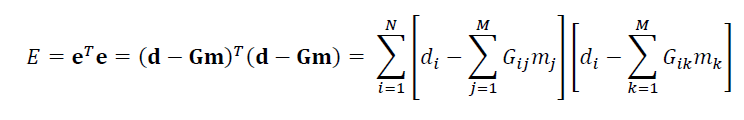 E = eᵀe = (d − Gm)ᵀ(d − Gm) = ∑_{i=1}^{N} [d_i − ∑_{j=1}^{M} G_{ij}m_j] [d_i − ∑_{k=1}^{M} G_{ik}m_k]